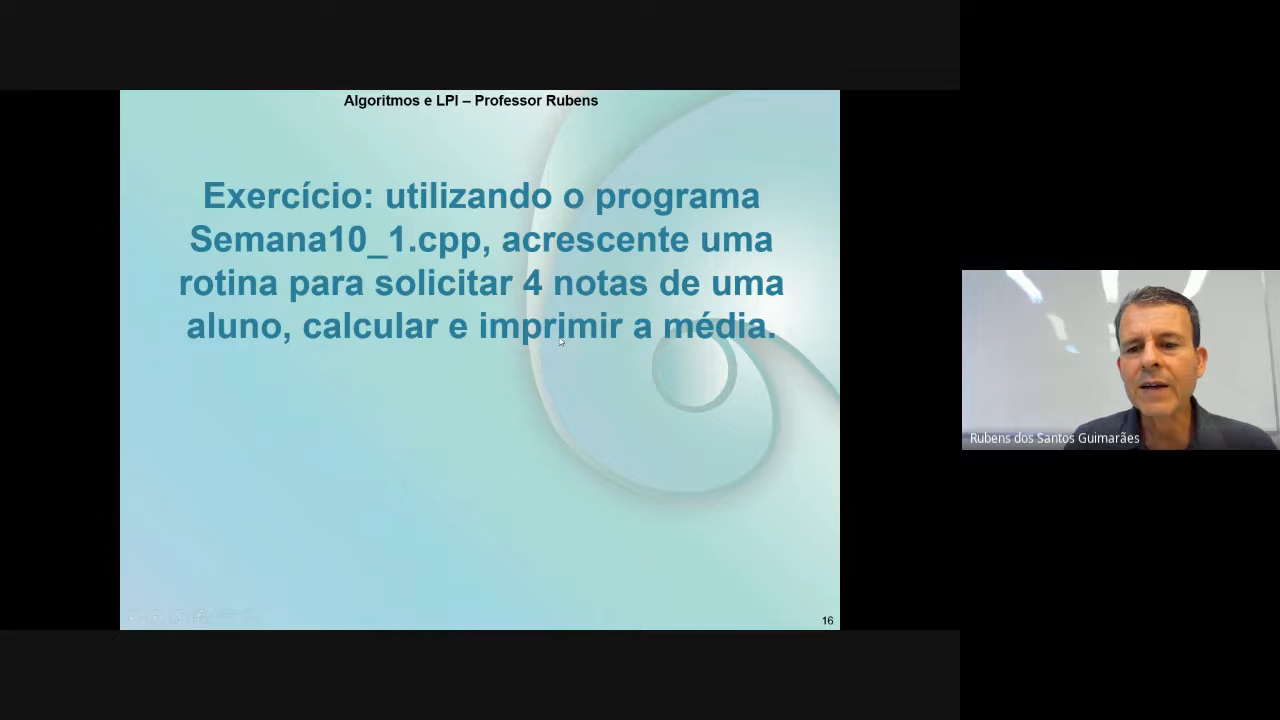 Algoritmos e LPI – Professor Rubens
Exercício: utilizando o programa
Semana10_1.cpp, acrescente uma
rotina para solicitar 4 notas de uma
aluno, calcular e imprimir a média.
Rubens dos Santos Guimarães
16